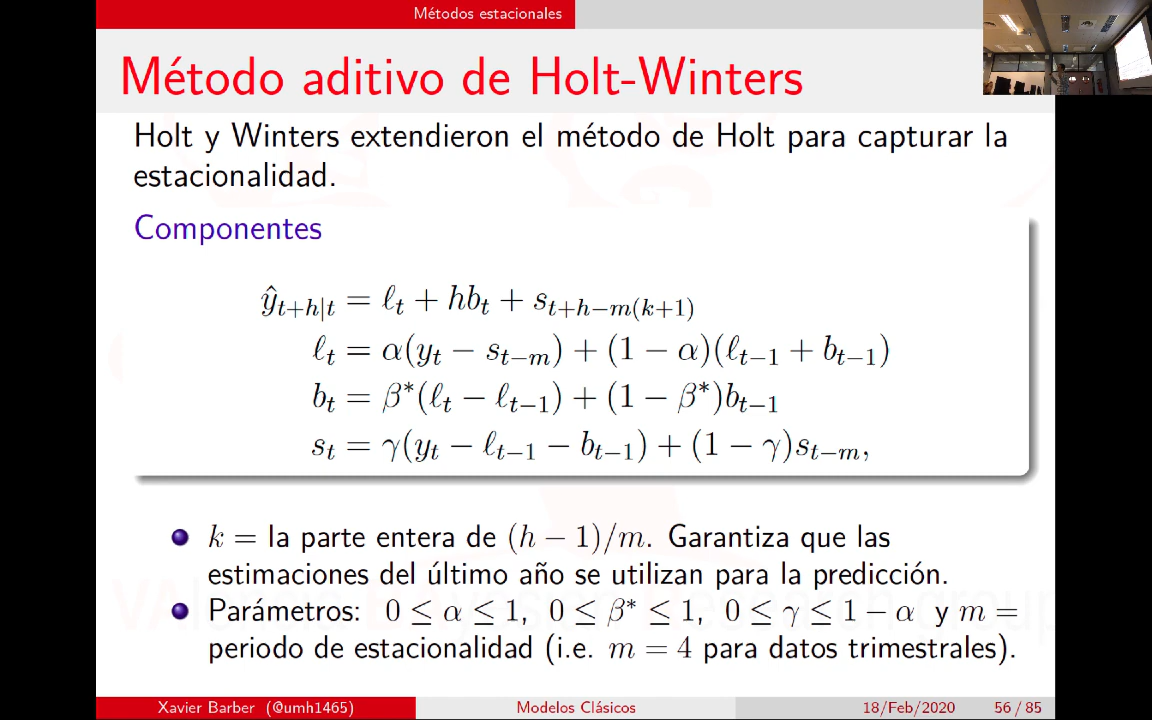 Métodos estacionales
Método aditivo de Holt-Winters
Holt y Winters extendieron el método de Holt para capturar la
estacionalidad.
Componentes
ŷ_{t+h|t} = ℓ_t + hb_t + s_{t+h−m(k+1)}
ℓ_t = α(y_t − s_{t−m}) + (1 − α)(ℓ_{t−1} + b_{t−1})
b_t = β*(ℓ_t − ℓ_{t−1}) + (1 − β*)b_{t−1}
s_t = γ(y_t − ℓ_{t−1} − b_{t−1}) + (1 − γ)s_{t−m},
k = la parte entera de (h − 1)/m. Garantiza que las
estimaciones del último año se utilizan para la predicción.
Parámetros: 0 ≤ α ≤ 1, 0 ≤ β* ≤ 1, 0 ≤ γ ≤ 1 − α y m =
periodo de estacionalidad (i.e. m = 4 para datos trimestrales).
Xavier Barber (@umh1465) Modelos Clásicos 18/Feb/2020 56 / 85